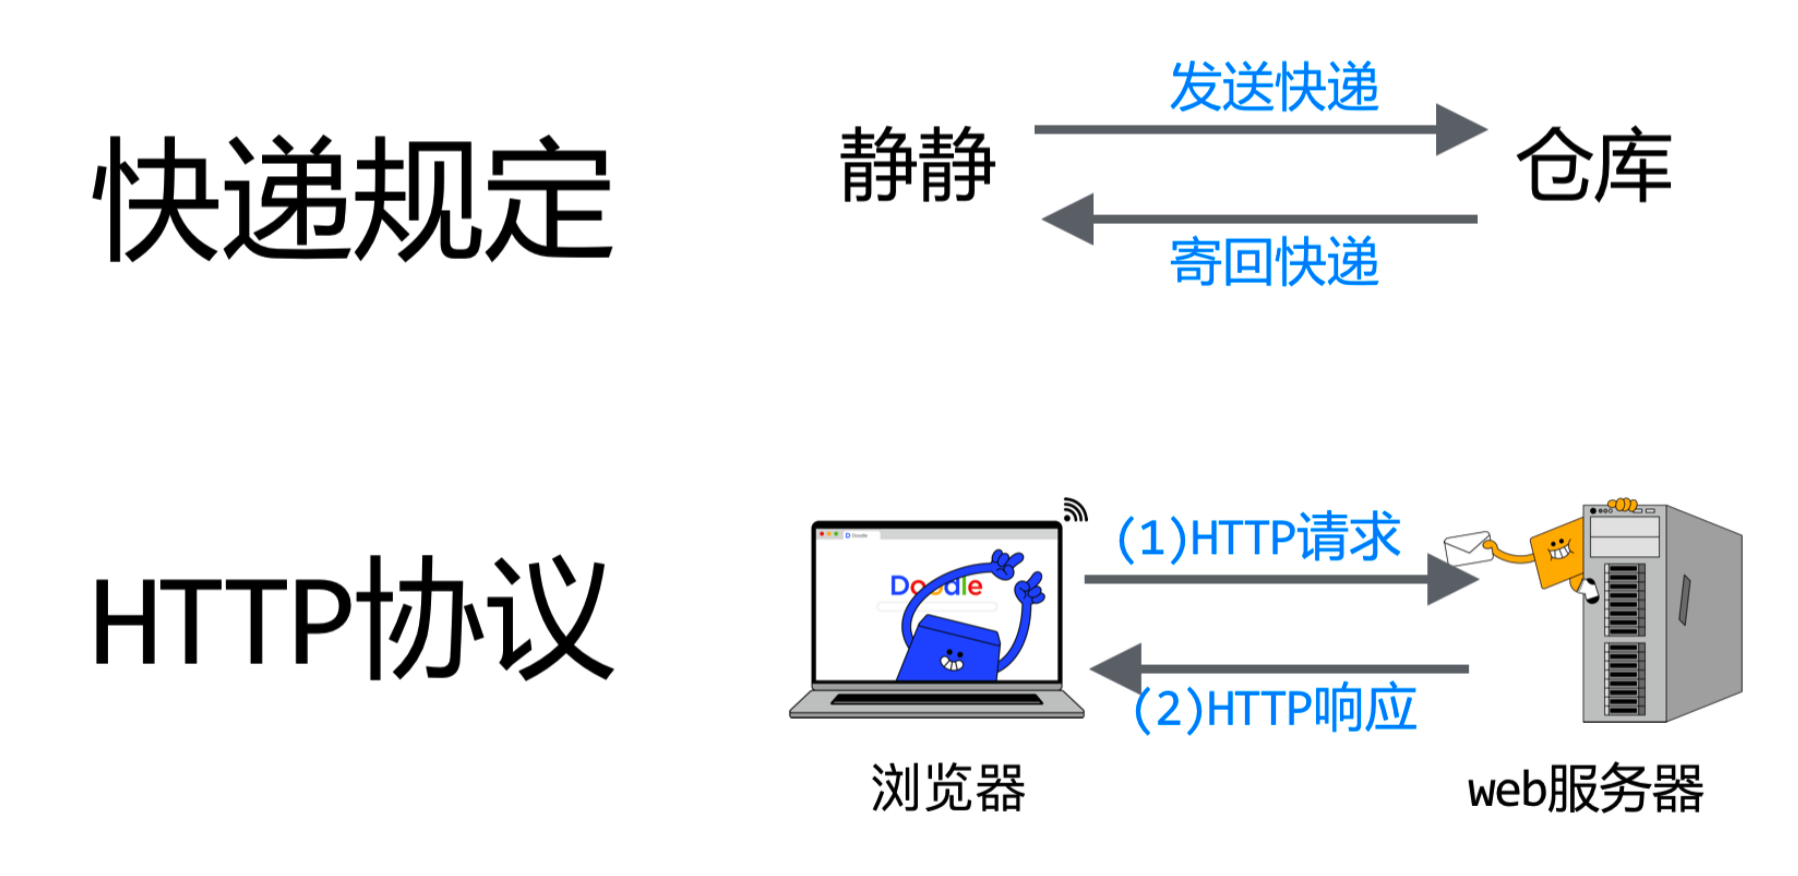 快递规定
静静
发送快递
仓库
寄回快递
HTTP协议
(1)HTTP请求
D Doodle
Doodle
(2)HTTP响应
浏览器
web服务器